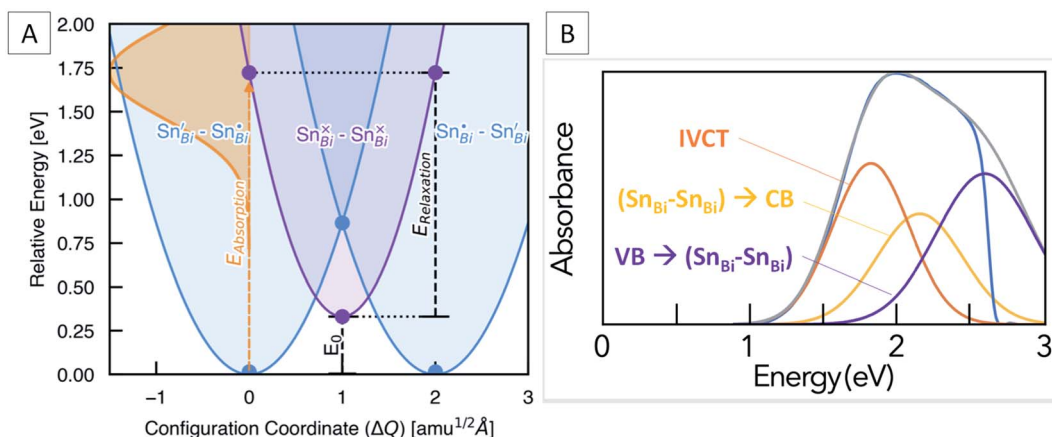 A
2.00
1.75
1.50
1.25
1.00
0.75
0.50
0.25
0.00
Relative Energy [eV]
Sn′Bi - Sn•Bi
Sn×Bi - Sn×Bi
Sn•Bi - Sn′Bi
EAbsorption
ERelaxation
E0
−1 0 1 2 3
Configuration Coordinate (ΔQ) [amu1/2Å]
B
Absorbance
IVCT
(SnBi-SnBi) → CB
VB → (SnBi-SnBi)
0 1 2 3
Energy (eV)